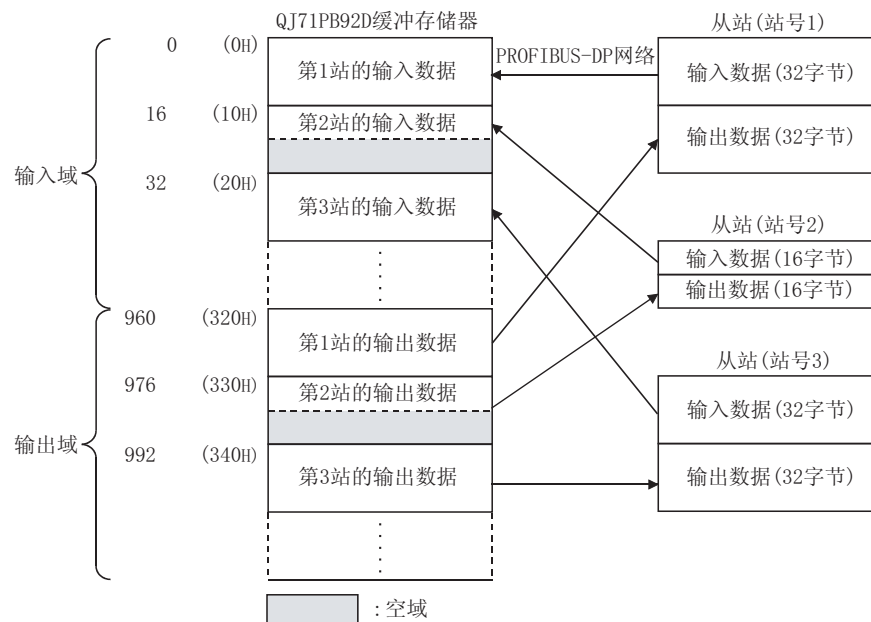 QJ71PB92D缓冲存储器
从站(站号1)
0 (0H)
第1站的输入数据
PROFIBUS-DP网络
输入数据(32字节)
16 (10H)
第2站的输入数据
输出数据(32字节)
输入域
32 (20H)
第3站的输入数据
从站(站号2)
输入数据(16字节)
输出数据(16字节)
960 (320H)
第1站的输出数据
从站(站号3)
976 (330H)
第2站的输出数据
输入数据(32字节)
输出域
992 (340H)
第3站的输出数据
输出数据(32字节)
:空域